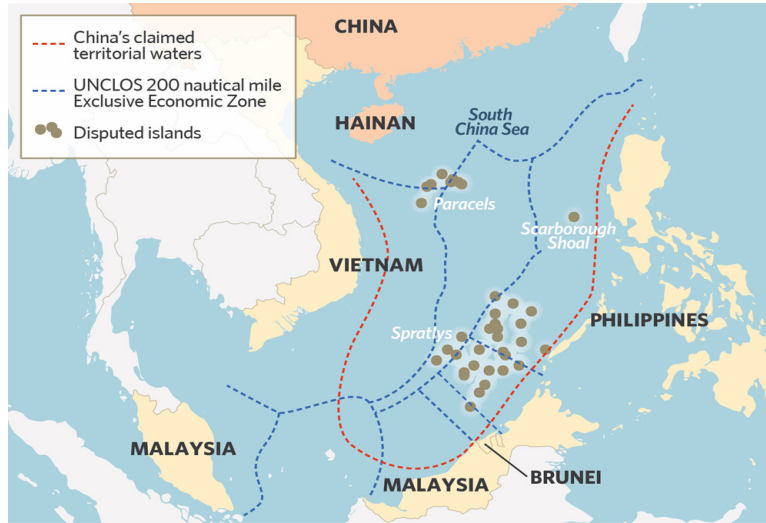 China's claimed
territorial waters
UNCLOS 200 nautical mile
Exclusive Economic Zone
Disputed islands
CHINA
HAINAN
South
China Sea
Paracels
Scarborough
Shoal
VIETNAM
Spratlys
PHILIPPINES
MALAYSIA
MALAYSIA
BRUNEI